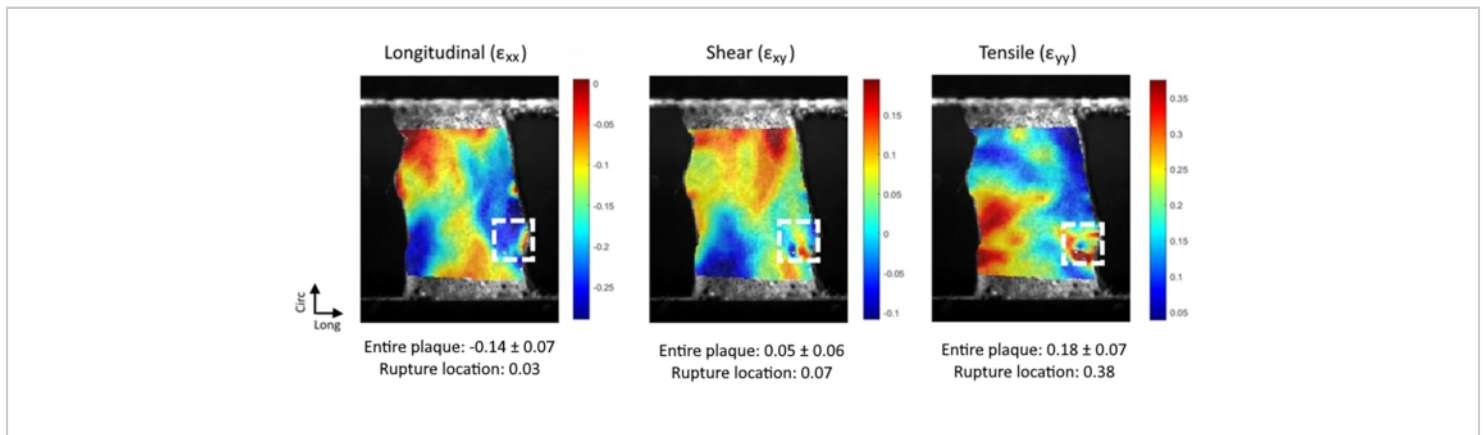 Longitudinal (εxx)
Shear (εxy)
Tensile (εyy)
0
-0.05
-0.1
-0.15
-0.2
-0.25
0.15
0.1
0.05
0
-0.05
-0.1
0.35
0.3
0.25
0.2
0.15
0.1
0.05
Circ
Long
Entire plaque: -0.14 ± 0.07
Rupture location: 0.03
Entire plaque: 0.05 ± 0.06
Rupture location: 0.07
Entire plaque: 0.18 ± 0.07
Rupture location: 0.38